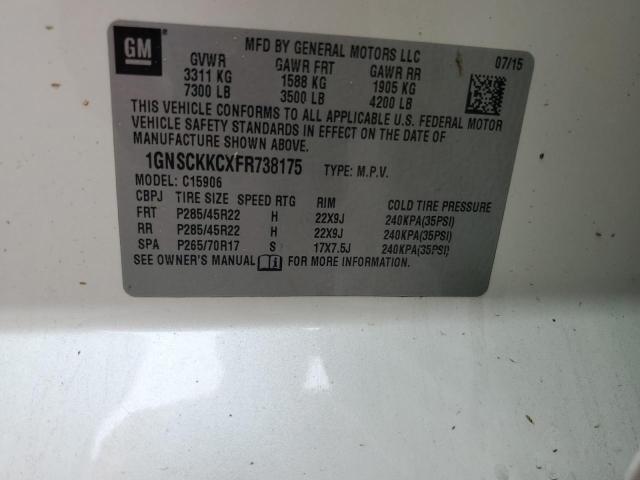 GM
MFD BY GENERAL MOTORS LLC 07/15
GVWR GAWR FRT GAWR RR
3311 KG 1588 KG 1905 KG
7300 LB 3500 LB 4200 LB
THIS VEHICLE CONFORMS TO ALL APPLICABLE U.S. FEDERAL MOTOR
VEHICLE SAFETY STANDARDS IN EFFECT ON THE DATE OF
MANUFACTURE SHOWN ABOVE.
1GNSCKKCXFR738175 TYPE: M.P.V.
MODEL: C15906
CBPJ TIRE SIZE SPEED RTG RIM COLD TIRE PRESSURE
FRT P285/45R22 H 22X9J 240KPA(35PSI)
RR P285/45R22 H 22X9J 240KPA(35PSI)
SPA P265/70R17 S 17X7.5J 240KPA(35PSI)
SEE OWNER'S MANUAL FOR MORE INFORMATION.